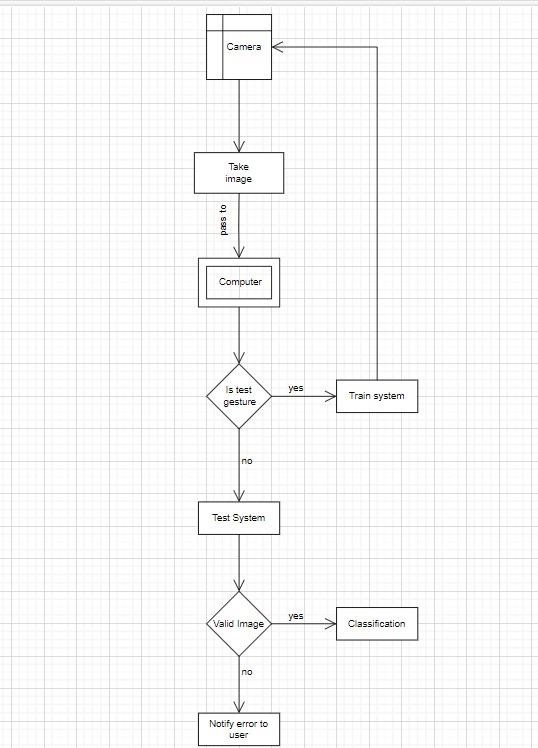 Camera
Take
image
pass to
Computer
Is test
gesture
yes
Train system
no
Test System
Valid Image
yes
Classification
no
Notify error to
user